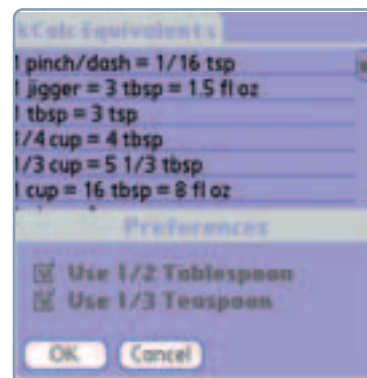 kCalc Equivalents
1 pinch/dash = 1/16 tsp
1 jigger = 3 tbsp = 1.5 fl oz
1 tbsp = 3 tsp
1/4 cup = 4 tbsp
1/3 cup = 5 1/3 tbsp
1 cup = 16 tbsp = 8 fl oz
Preferences
Use 1/2 Tablespoon
Use 1/3 Teaspoon
OK Cancel